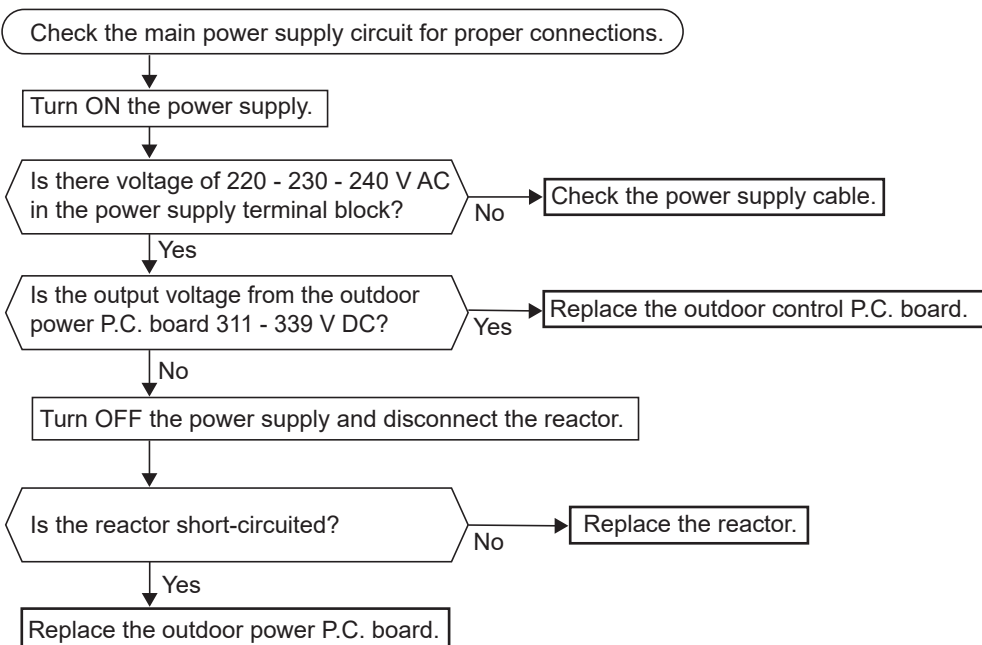 Check the main power supply circuit for proper connections.
Turn ON the power supply.
Is there voltage of 220 - 230 - 240 V AC
in the power supply terminal block?
No
Check the power supply cable.
Yes
Is the output voltage from the outdoor
power P.C. board 311 - 339 V DC?
Yes
Replace the outdoor control P.C. board.
No
Turn OFF the power supply and disconnect the reactor.
Is the reactor short-circuited?
No
Replace the reactor.
Yes
Replace the outdoor power P.C. board.